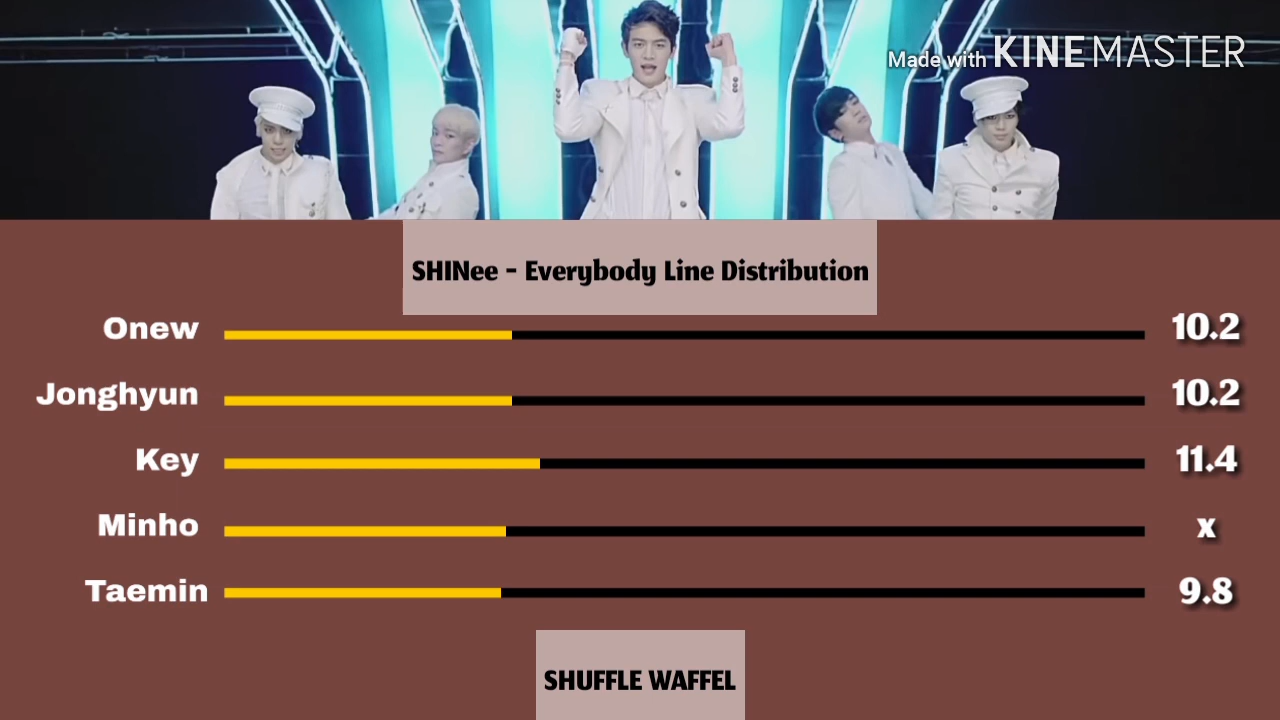 Made with KINEMASTER
SHINee - Everybody Line Distribution
Onew 10.2
Jonghyun 10.2
Key 11.4
Minho x
Taemin 9.8
SHUFFLE WAFFEL